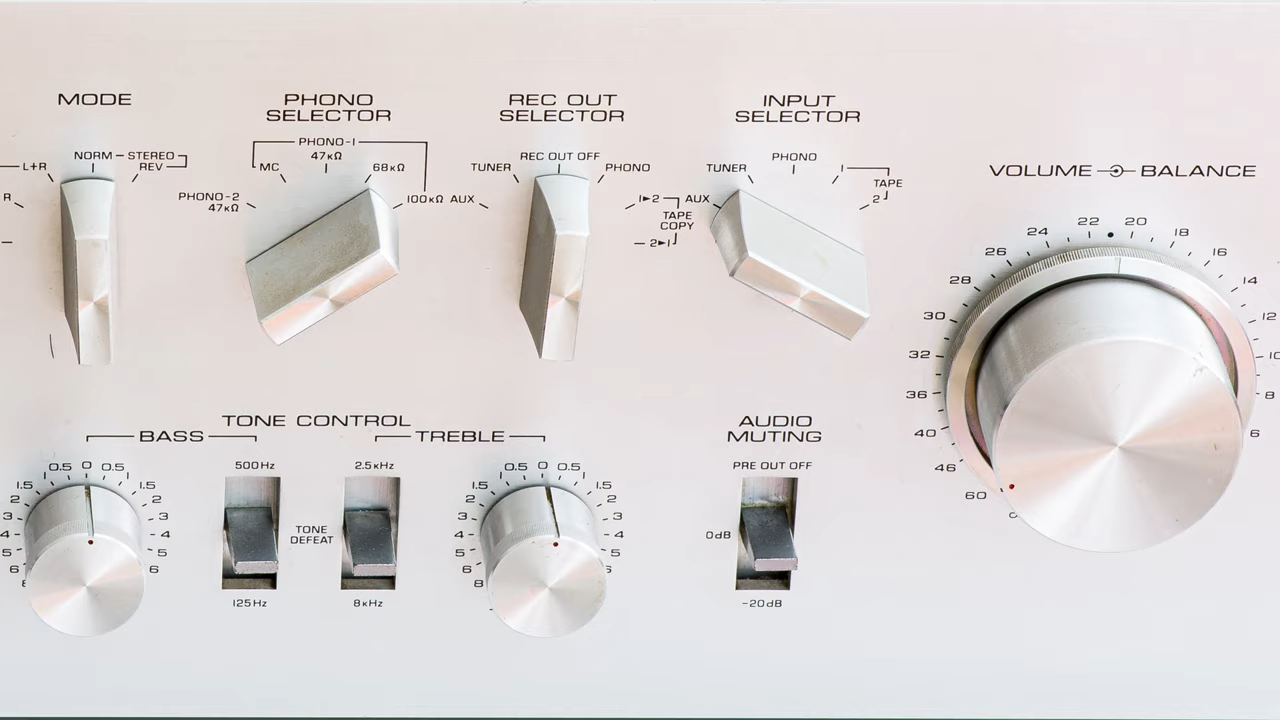 MODE
L+R
NORM – STEREO
REV
R
PHONO
SELECTOR
PHONO-1
MC
47kΩ
68kΩ
100kΩ
PHONO-2
47kΩ
REC OUT
SELECTOR
TUNER
REC OUT OFF
PHONO
AUX
1►2
TAPE
COPY
2►1
INPUT
SELECTOR
TUNER
PHONO
1
TAPE
2
AUX
VOLUME
BALANCE
60
46
40
36
32
30
28
26
24
22
20
18
16
14
12
10
8
6
TONE CONTROL
BASS
TREBLE
0.5 0 0.5
1.5 1.5
2 2
3 3
4 4
5 5
6 6
8
500Hz
125Hz
TONE
DEFEAT
2.5kHz
8kHz
0.5 0 0.5
1.5 1.5
2 2
3 3
4 4
5 5
6 6
8
AUDIO
MUTING
PRE OUT OFF
0dB
–20dB